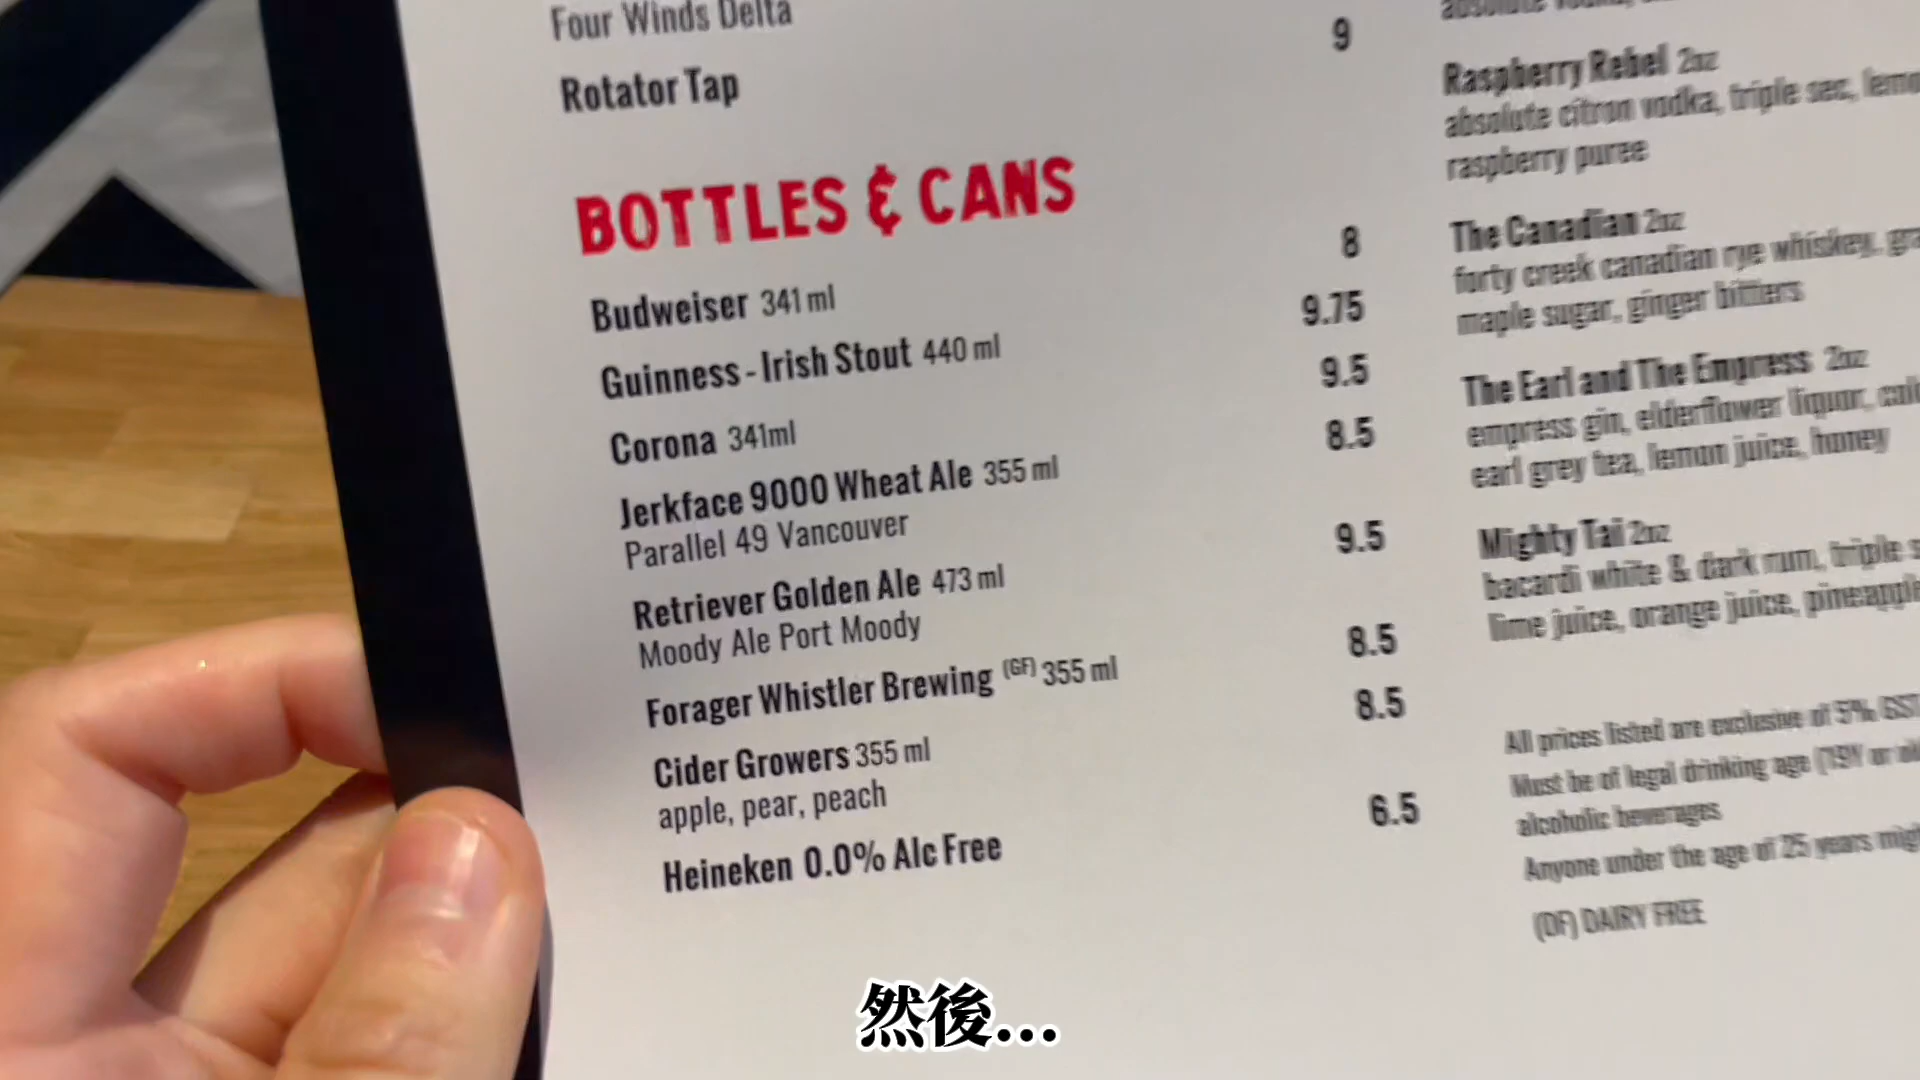 Four Winds Delta
Rotator Tap
9
BOTTLES & CANS
Budweiser 341 ml 8
Guinness - Irish Stout 440 ml 9.75
Corona 341ml 9.5
Jerkface 9000 Wheat Ale 355 ml 8.5
Parallel 49 Vancouver
Retriever Golden Ale 473 ml 9.5
Moody Ale Port Moody
Forager Whistler Brewing (GF) 355 ml 8.5
Cider Growers 355 ml 8.5
apple, pear, peach
Heineken 0.0% Alc Free 6.5
Raspberry Rebel 2oz
absolute citron vodka, triple sec,
raspberry puree
The Canadian 2oz
forty creek canadian rye whiskey,
maple sugar, ginger bitters
The Earl and The Empress 2oz
empress gin, elderflower liquor,
earl grey tea, lemon juice, honey
Mighty Tai 2oz
bacardi white & dark rum, triple
lime juice, orange juice,
All prices listed are exclusive of 5% GST
Must be of legal drinking age (19Y or
alcoholic beverages
Anyone under the age of 25 years
(DF) DAIRY FREE
然後...